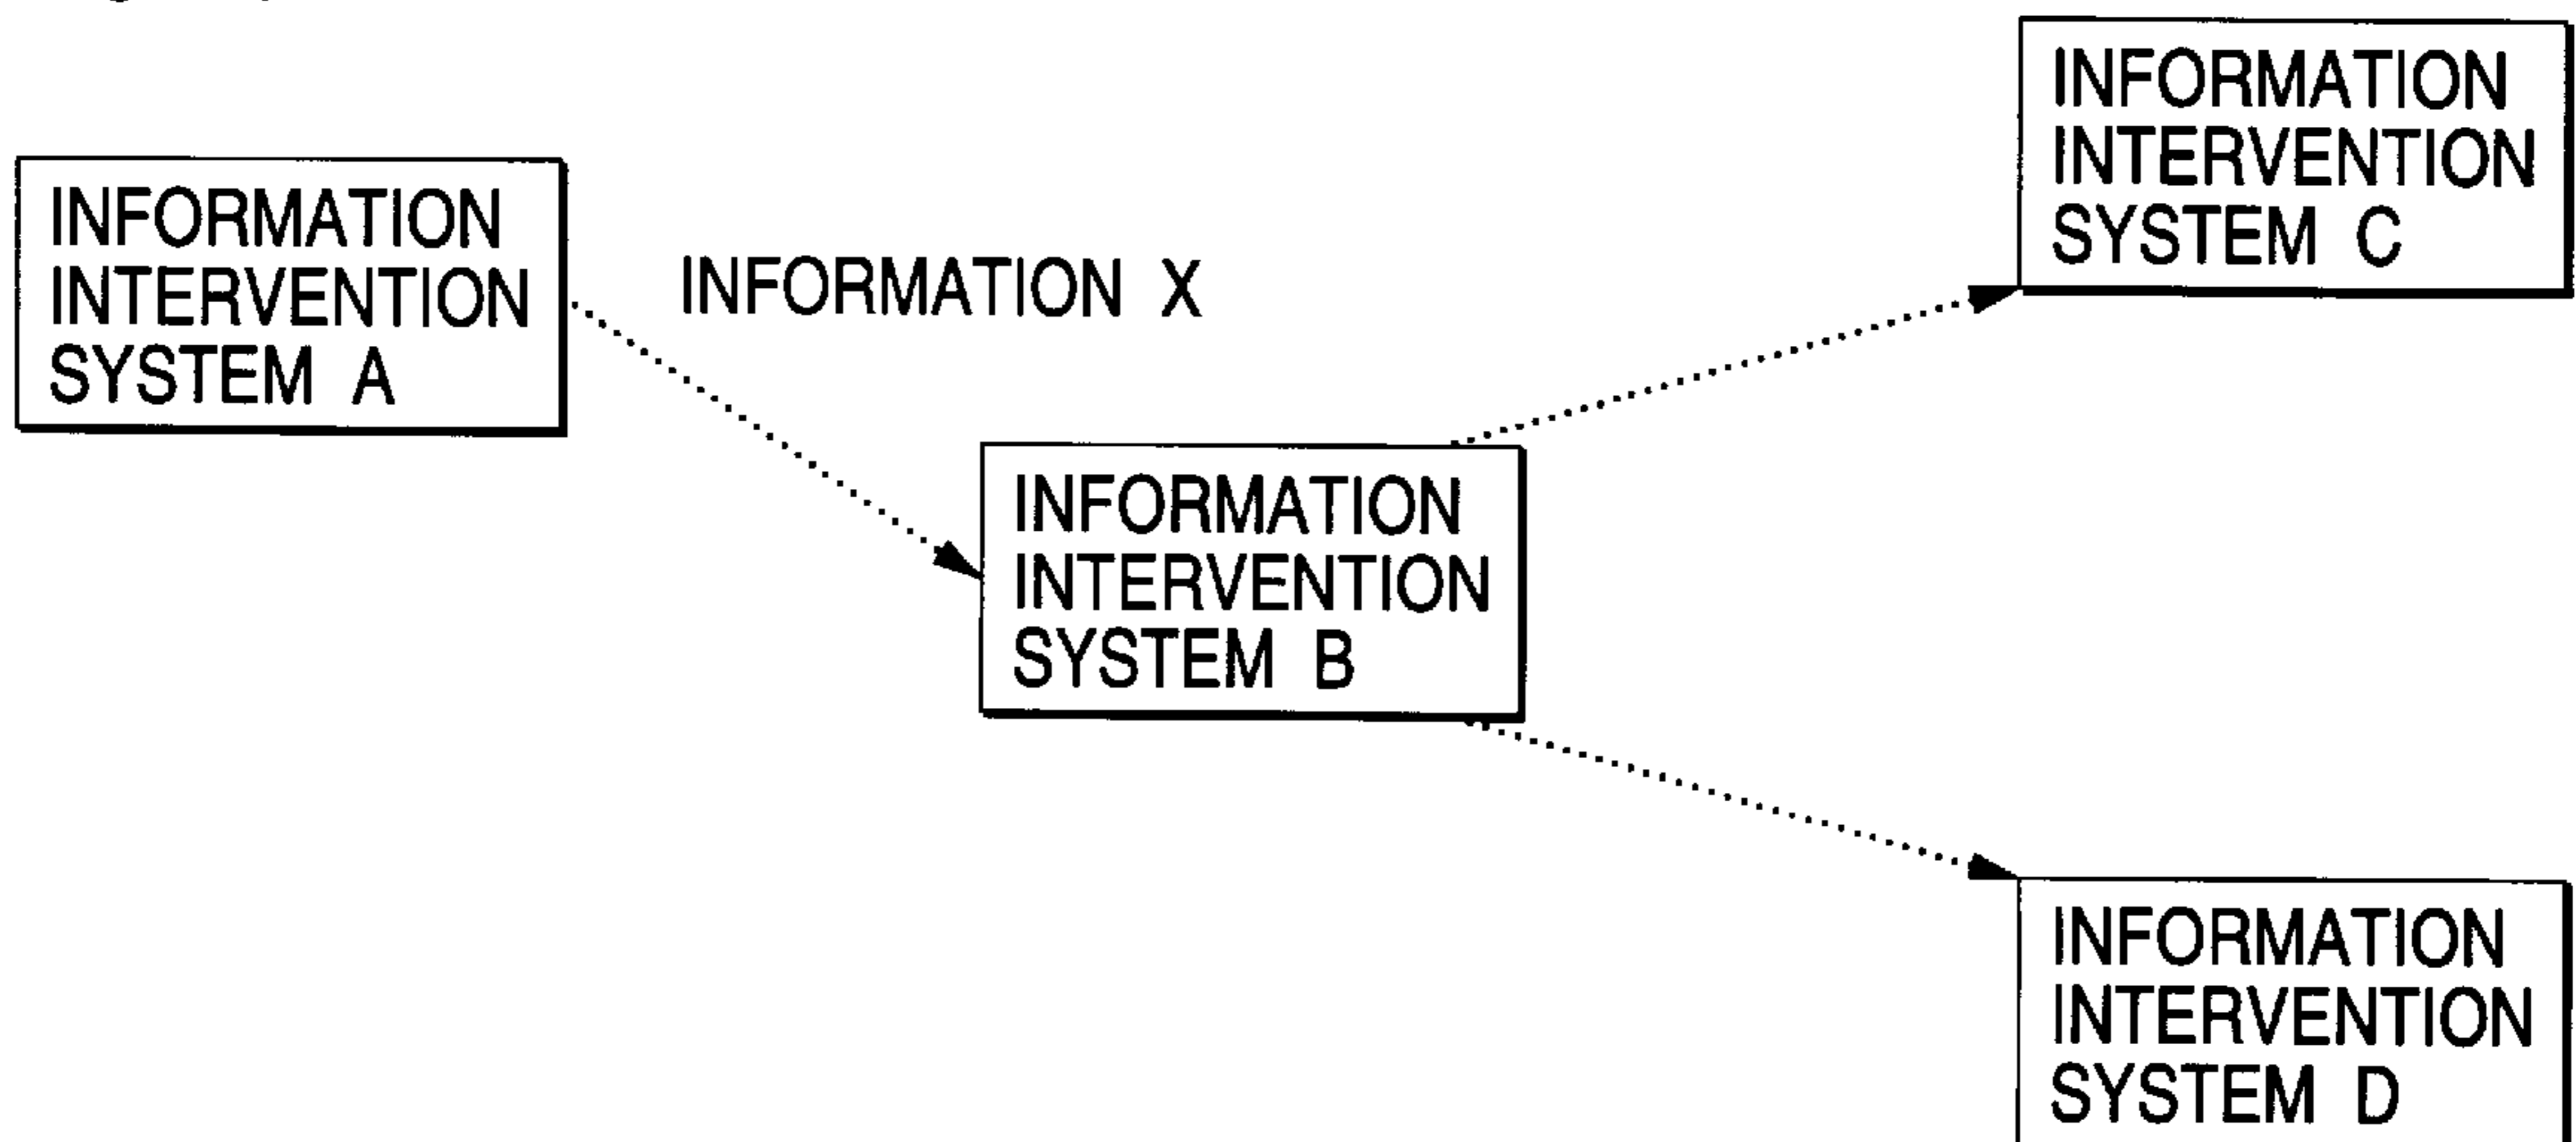 INFORMATION
INTERVENTION
SYSTEM A
INFORMATION X
INFORMATION
INTERVENTION
SYSTEM B
INFORMATION
INTERVENTION
SYSTEM C
INFORMATION
INTERVENTION
SYSTEM D